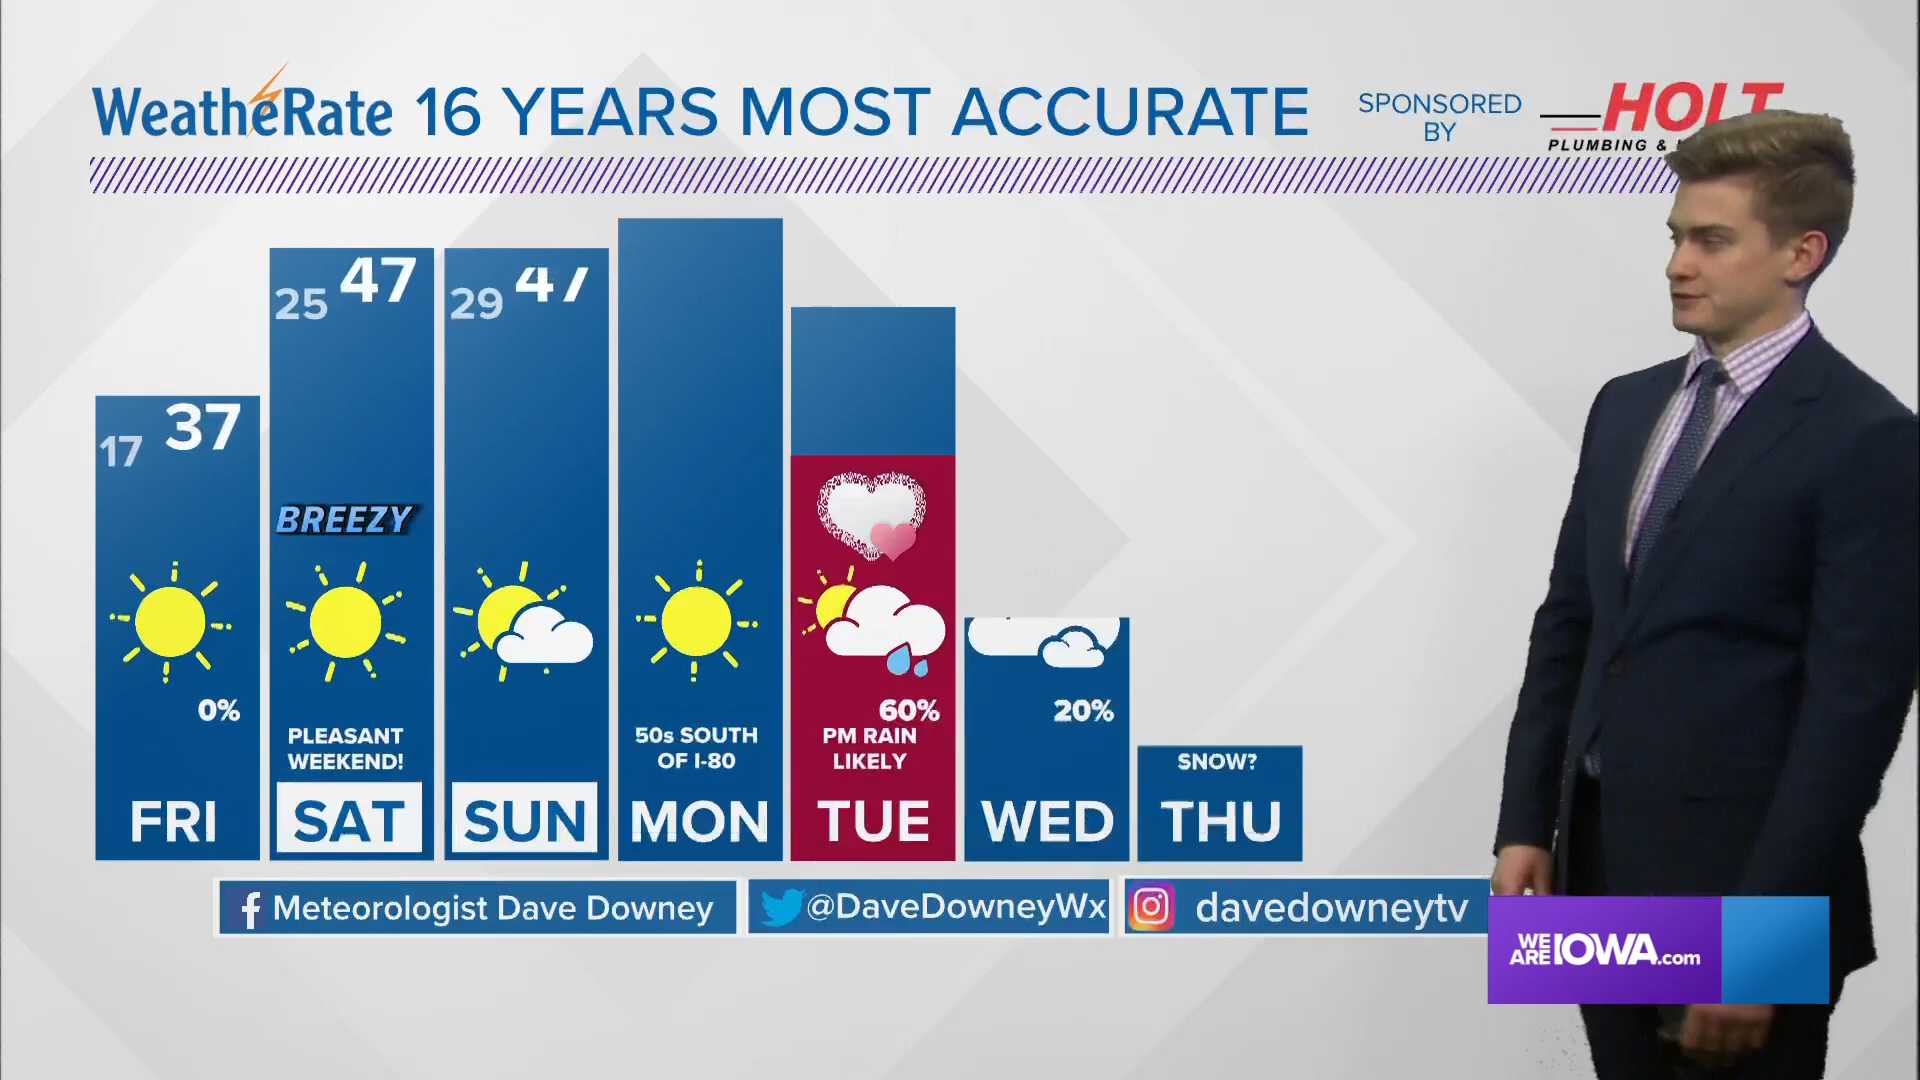 WeatheRate 16 YEARS MOST ACCURATE
SPONSORED
BY
HOLT
PLUMBING &
17 37
25 47
29 47
BREEZY
0%
PLEASANT
WEEKEND!
50s SOUTH
OF I-80
60%
PM RAIN
LIKELY
20%
SNOW?
FRI
SAT
SUN
MON
TUE
WED
THU
f Meteorologist Dave Downey
@DaveDowneyWx
davedowneytv
WE
ARE IOWA.com